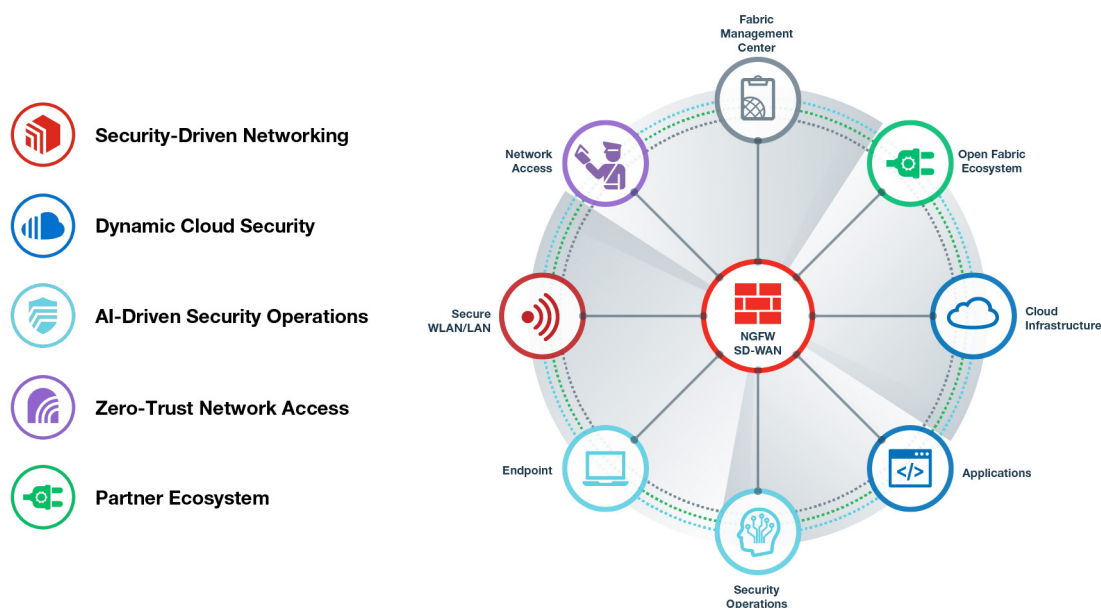 Security-Driven Networking
Dynamic Cloud Security
AI-Driven Security Operations
Zero-Trust Network Access
Partner Ecosystem
Fabric
Management
Center
Network
Access
Open Fabric
Ecosystem
Secure
WLAN/LAN
NGFW
SD-WAN
Cloud
Infrastructure
Endpoint
</>
Applications
Security
Operations